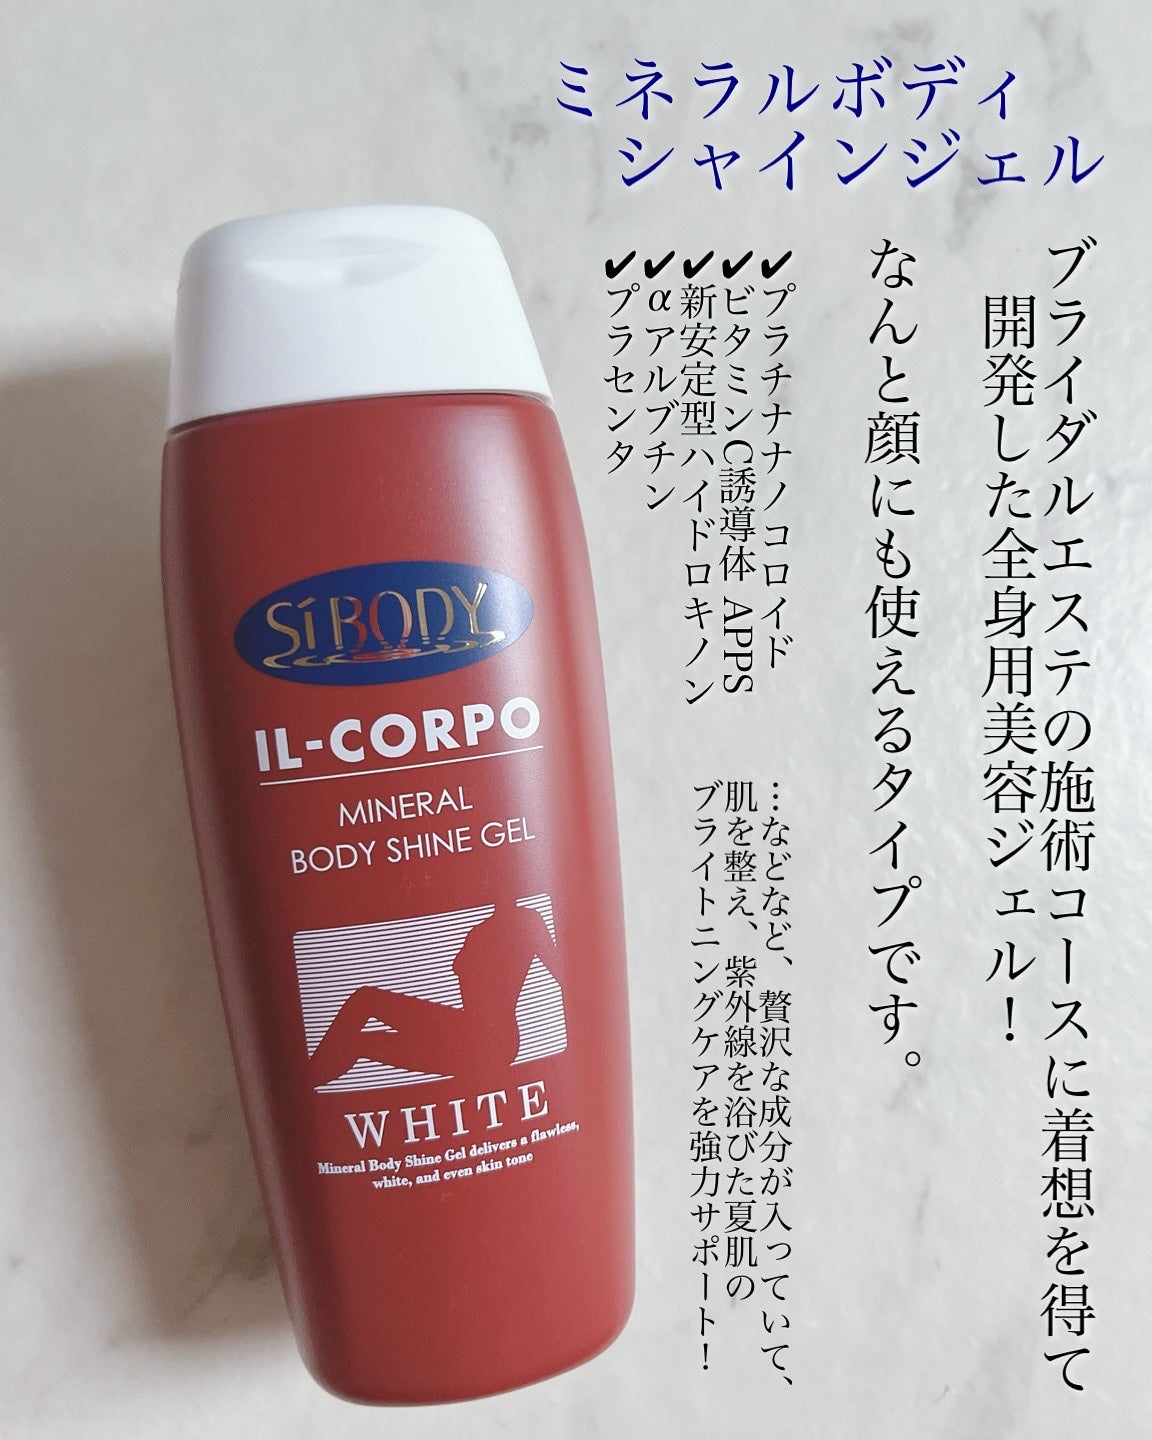 ミネラルボディ
シャインジェル
ブライダルエステの施術コースに着想を得て
開発した全身用美容ジェル！
なんと顔にも使えるタイプです。
✔プラチナナノコロイド
✔ビタミンC誘導体 APPS
✔新安定型ハイドロキノン
✔αアルブチン
✔プラセンタ
…などなど、贅沢な成分が入っていて、
肌を整え、紫外線を浴びた夏肌の
ブライトニングケアを強力サポート！
Sí BODY
IL-CORPO
MINERAL
BODY SHINE GEL
WHITE
Mineral Body Shine Gel delivers a flawless,
white, and even skin tone